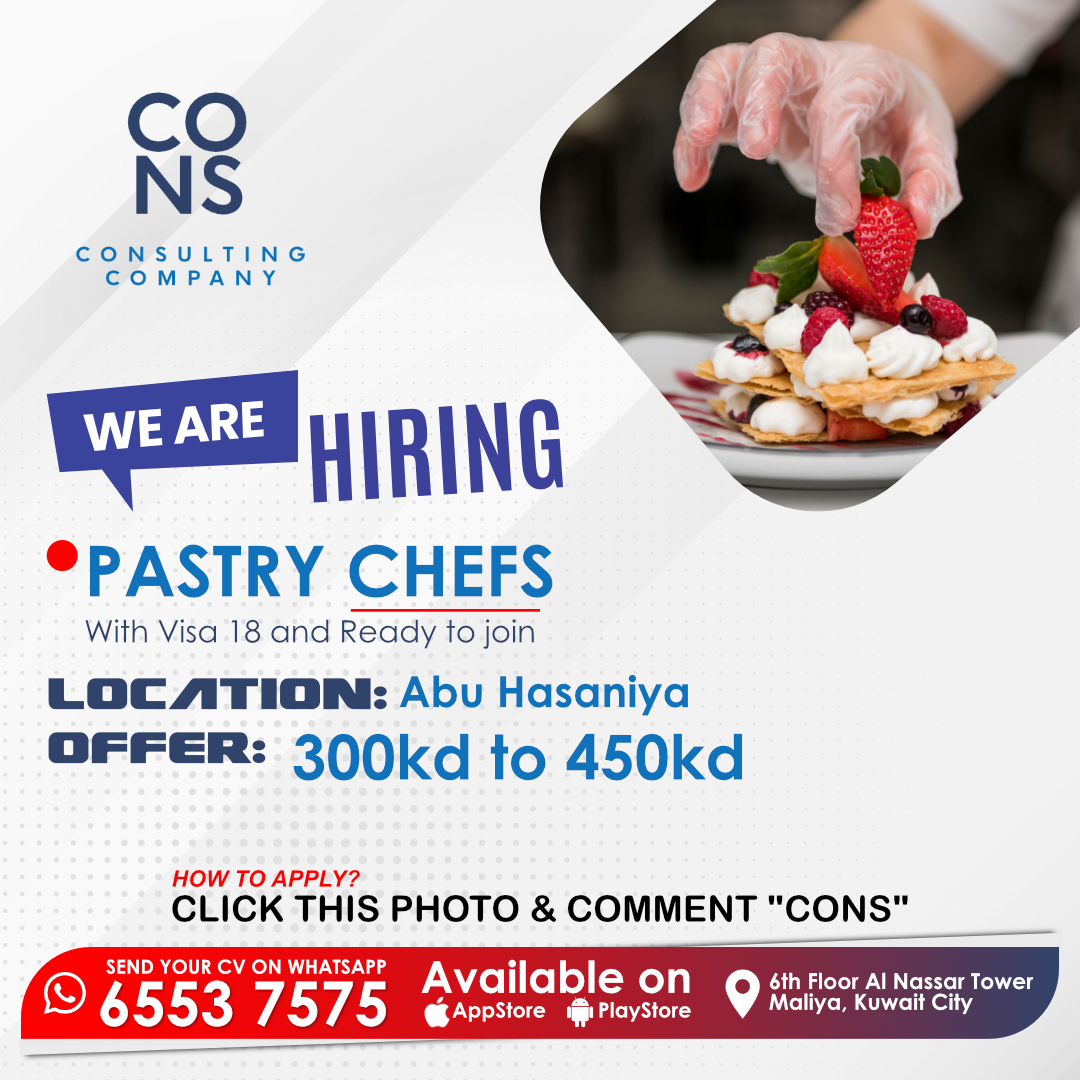 CO
NS
CONSULTING
COMPANY
WE ARE
HIRING
PASTRY CHEFS
With Visa 18 and Ready to join
LOCATION: Abu Hasaniya
OFFER: 300kd to 450kd
HOW TO APPLY?
CLICK THIS PHOTO & COMMENT "CONS"
SEND YOUR CV ON WHATSAPP
6553 7575
Available on
AppStore PlayStore
6th Floor Al Nassar Tower
Maliya, Kuwait City